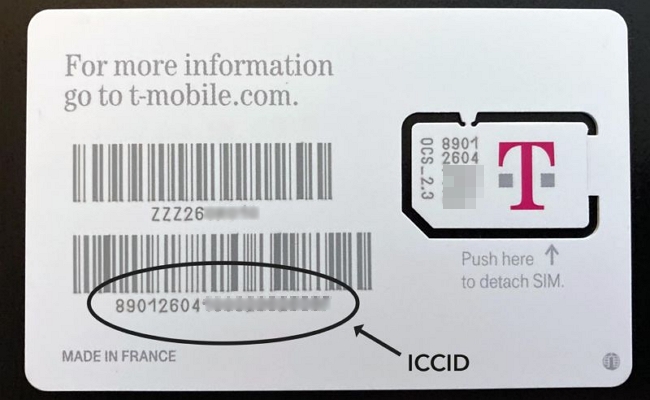 For more information
go to t-mobile.com.
ZZZ26
89012604
MADE IN FRANCE
OCS_2.3
8901
2604
T
Push here ↑
to detach SIM.
ICCID